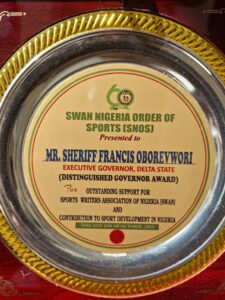 SWAN NIGERIA ORDER OF
SPORTS (SNOS)
Presented to
MR. SHERIFF FRANCIS OBOREVWORI
EXECUTIVE GOVERNOR, DELTA STATE
(DISTINGUISHED GOVERNOR AWARD)
For
OUTSTANDING SUPPORT FOR
SPORTS WRITERS ASSOCIATION OF NIGERIA (SWAN)
AND
CONTRIBUTION TO SPORT DEVELOPMENT IN NIGERIA